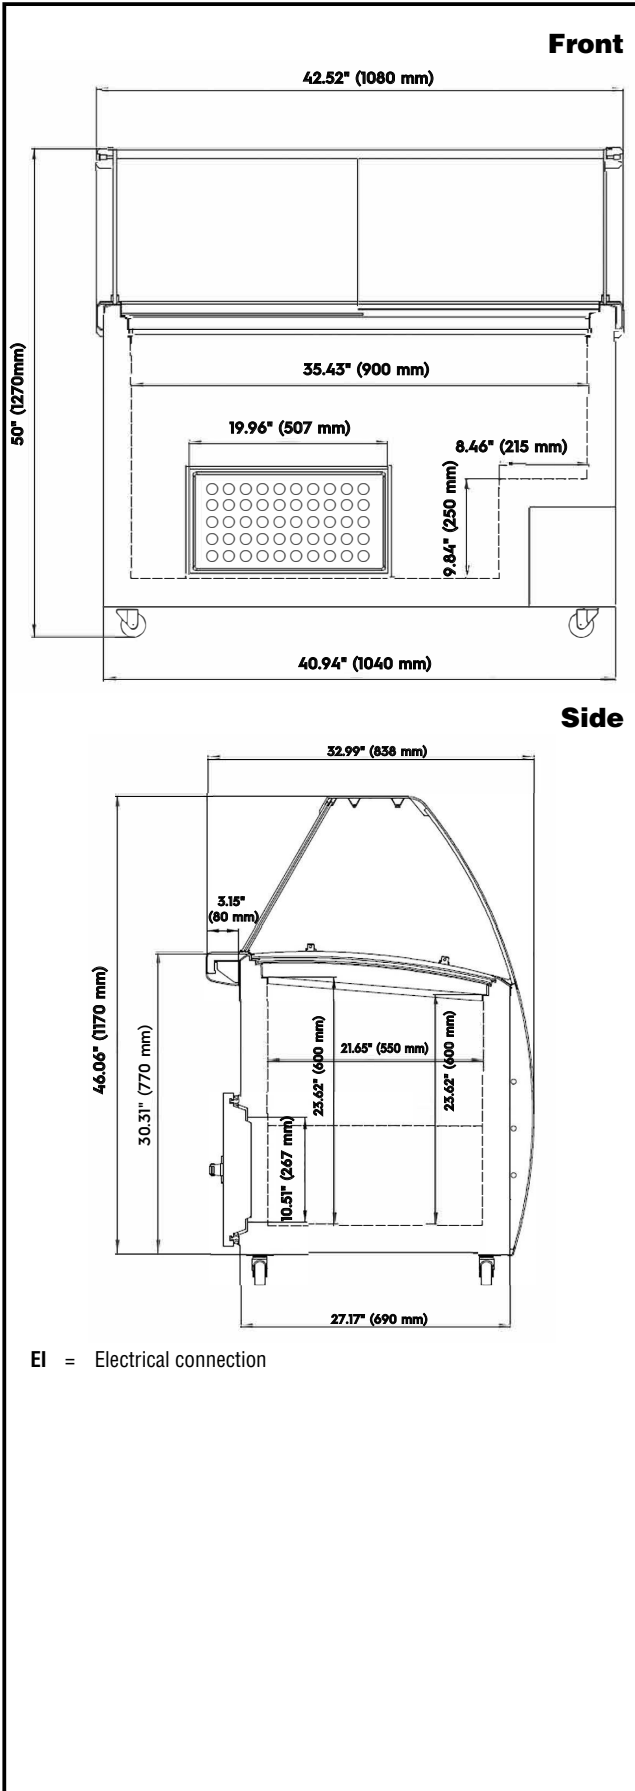 Front
42.52" (1080 mm)
50" (1270mm)
35.43" (900 mm)
19.96" (507 mm)
8.46" (215 mm)
9.84" (250 mm)
40.94" (1040 mm)
Side
32.99" (838 mm)
3.15"
(80 mm)
46.06" (1170 mm)
30.31" (770 mm)
23.62" (600 mm)
21.65" (550 mm)
23.62" (600 mm)
10.51" (267 mm)
27.17" (690 mm)
EI = Electrical connection